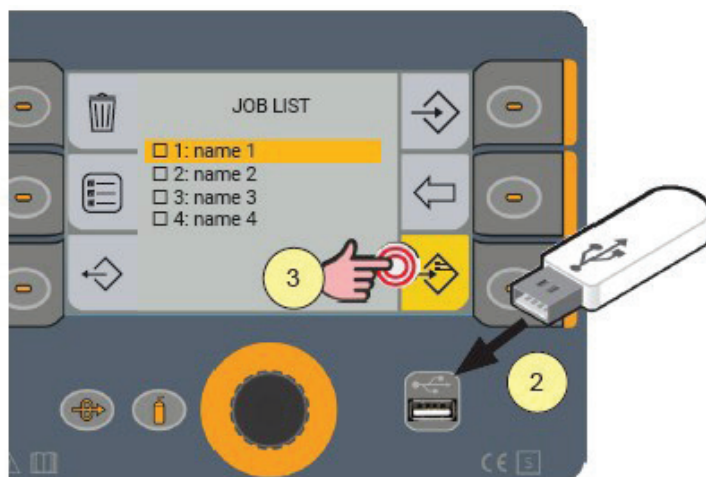 JOB LIST
☐ 1: name 1
☐ 2: name 2
☐ 3: name 3
☐ 4: name 4
3
2
CE S